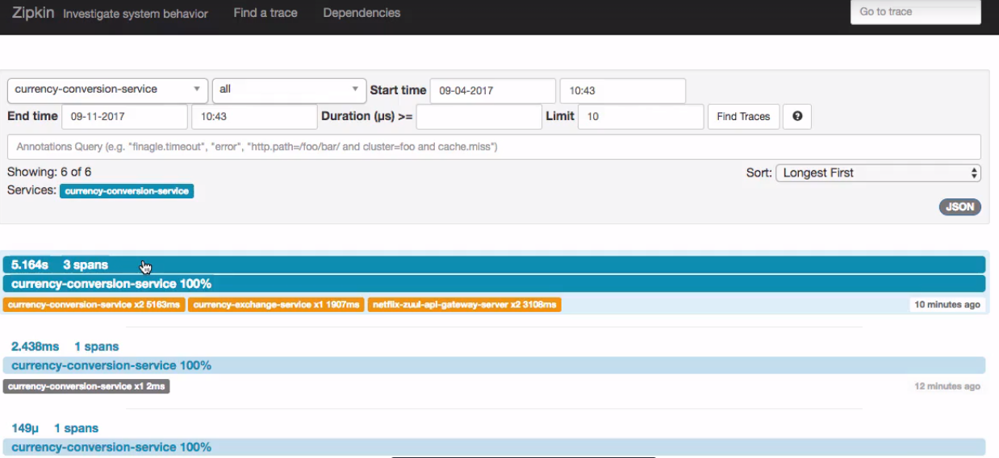 Zipkin Investigate system behavior Find a trace Dependencies Go to trace
currency-conversion-service all Start time 09-04-2017 10:43
End time 09-11-2017 10:43 Duration (μs) >= Limit 10 Find Traces ?
Annotations Query (e.g. "finagle.timeout", "error", "http.path=/foo/bar/ and cluster=foo and cache.miss")
Showing: 6 of 6 Sort: Longest First
Services: currency-conversion-service
JSON
5.164s 3 spans
currency-conversion-service 100%
currency-conversion-service x2 5163ms currency-exchange-service x1 1907ms netflix-zuul-api-gateway-server x2 3108ms 10 minutes ago
2.438ms 1 spans
currency-conversion-service 100%
currency-conversion-service x1 2ms 12 minutes ago
149μ 1 spans
currency-conversion-service 100%